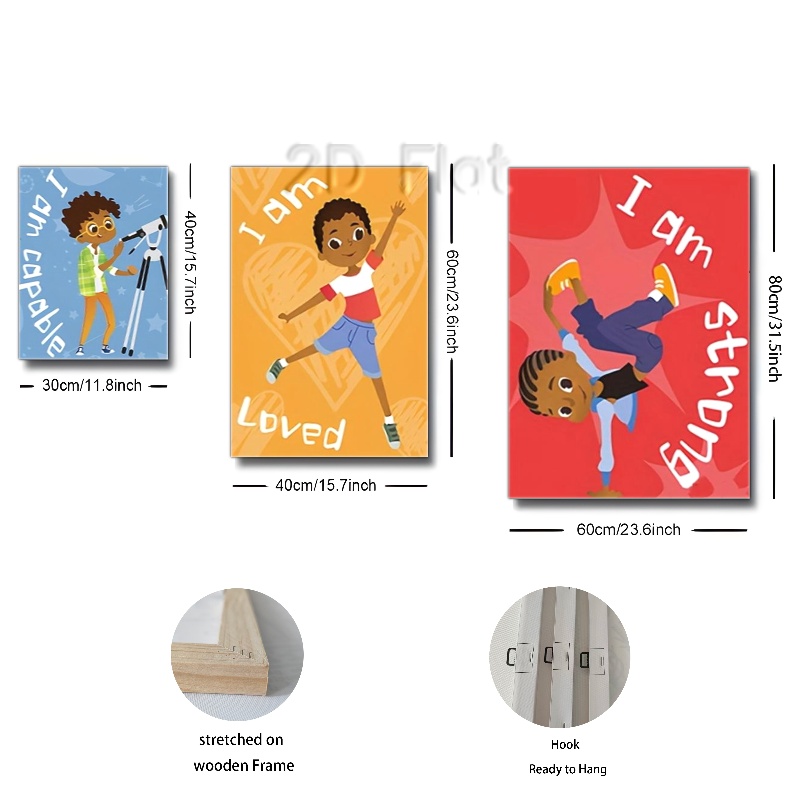 2D Flat
I am capable
40cm/15.7inch
30cm/11.8inch
I am
Loved
60cm/23.6inch
40cm/15.7inch
I am
strong
80cm/31.5inch
60cm/23.6inch
stretched on
wooden Frame
Hook
Ready to Hang